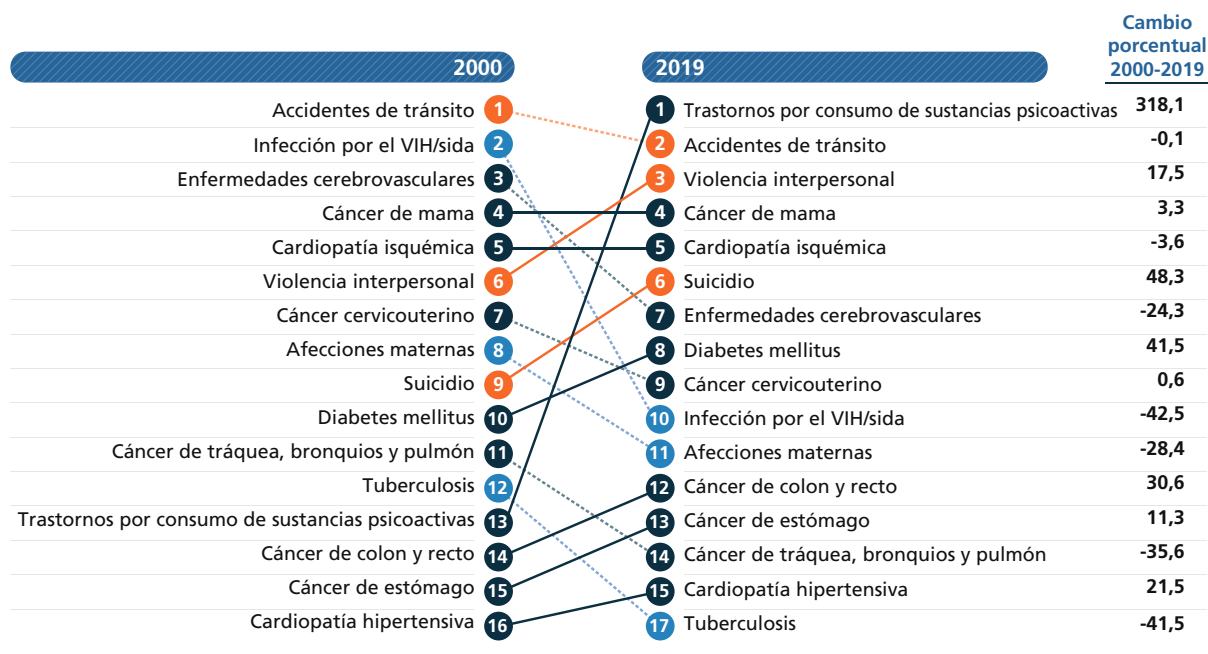 Cambio
porcentual
2000-2019
2000
2019
Accidentes de tránsito 1
1 Trastornos por consumo de sustancias psicoactivas 318,1
Infección por el VIH/sida 2
2 Accidentes de tránsito -0,1
Enfermedades cerebrovasculares 3
3 Violencia interpersonal 17,5
Cáncer de mama 4
4 Cáncer de mama 3,3
Cardiopatía isquémica 5
5 Cardiopatía isquémica -3,6
Violencia interpersonal 6
6 Suicidio 48,3
Cáncer cervicouterino 7
7 Enfermedades cerebrovasculares -24,3
Afecciones maternas 8
8 Diabetes mellitus 41,5
Suicidio 9
9 Cáncer cervicouterino 0,6
Diabetes mellitus 10
10 Infección por el VIH/sida -42,5
Cáncer de tráquea, bronquios y pulmón 11
11 Afecciones maternas -28,4
Tuberculosis 12
12 Cáncer de colon y recto 30,6
Trastornos por consumo de sustancias psicoactivas 13
13 Cáncer de estómago 11,3
Cáncer de colon y recto 14
14 Cáncer de tráquea, bronquios y pulmón -35,6
Cáncer de estómago 15
15 Cardiopatía hipertensiva 21,5
Cardiopatía hipertensiva 16
17 Tuberculosis -41,5